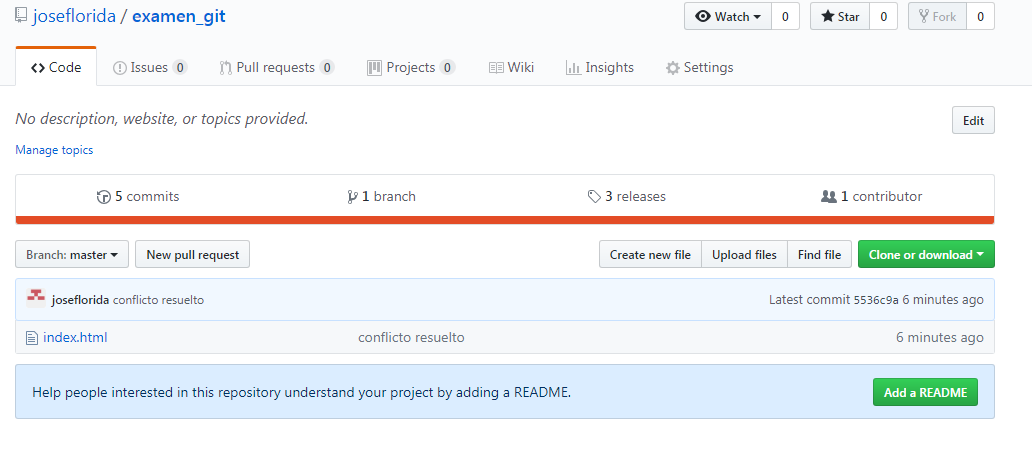 joseflorida / examen_git
Watch 0 Star 0 Fork 0
Code Issues 0 Pull requests 0 Projects 0 Wiki Insights Settings
No description, website, or topics provided. Edit
Manage topics
5 commits 1 branch 3 releases 1 contributor
Branch: master New pull request Create new file Upload files Find file Clone or download
joseflorida conflicto resuelto Latest commit 5536c9a 6 minutes ago
index.html conflicto resuelto 6 minutes ago
Help people interested in this repository understand your project by adding a README. Add a README